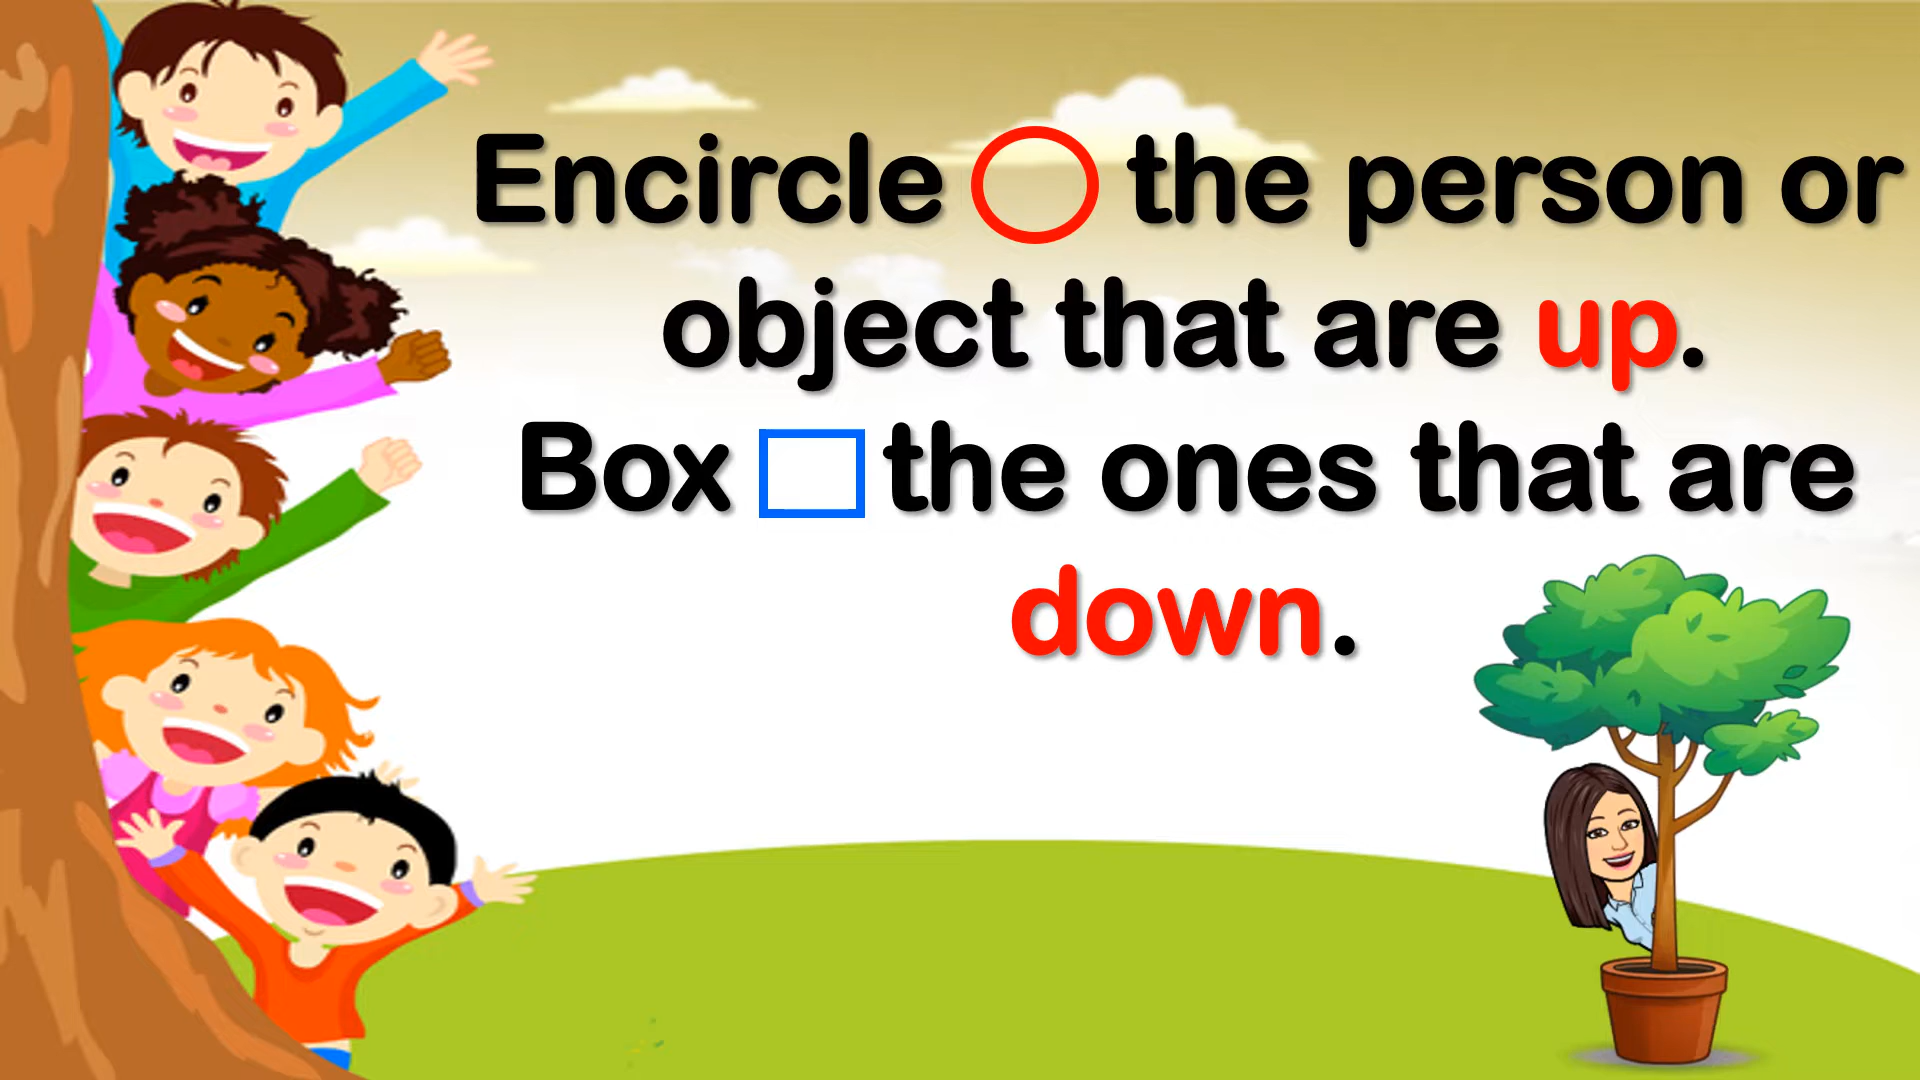 Encircle the person or
object that are up.
Box the ones that are
down.